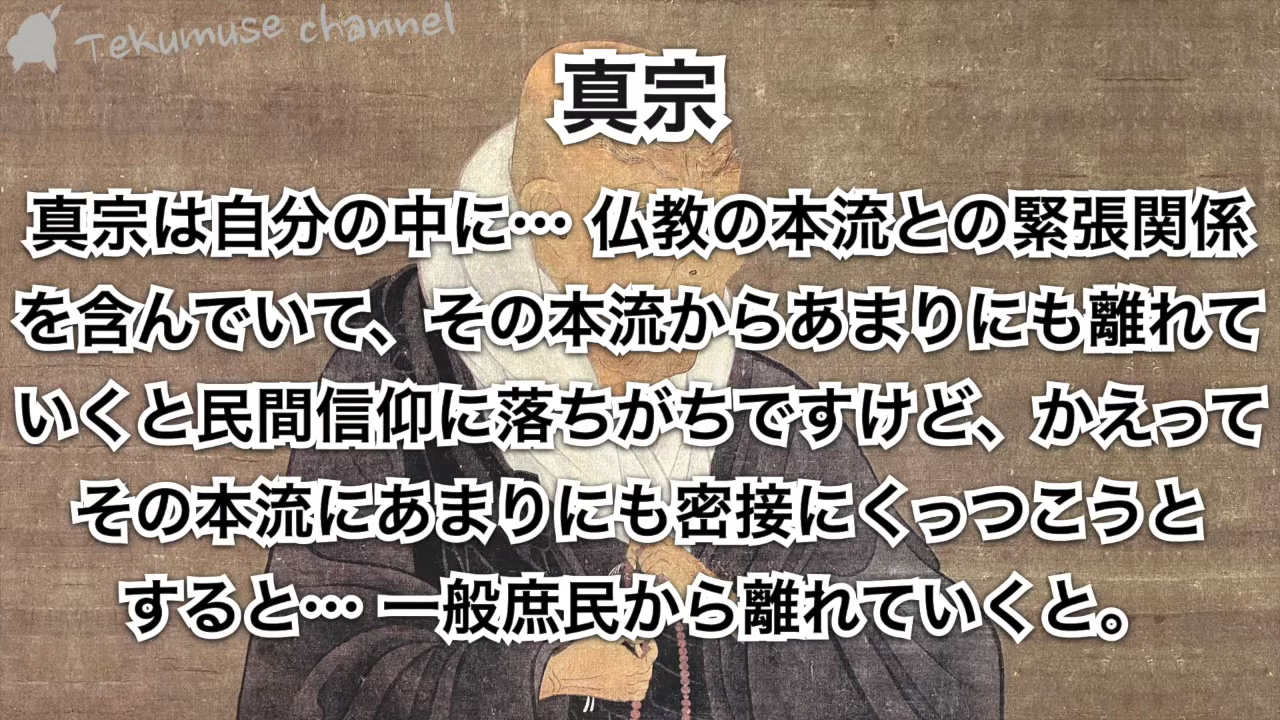 Tekumuse channel
真宗
真宗は自分の中に… 仏教の本流との緊張関係
を含んでいて、その本流からあまりにも離れて
いくと民間信仰に落ちがちですけど、かえって
その本流にあまりにも密接にくっつこうと
すると… 一般庶民から離れていくと。